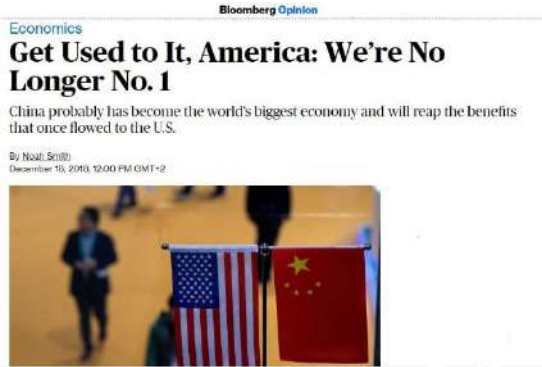 Bloomberg Opinion
Economics
Get Used to It, America: We're No
Longer No. 1
China probably has become the world's biggest economy and will reap the benefits
that once flowed to the U.S.
By Noah Smith
December 18, 2018, 12:00 PM GMT+2